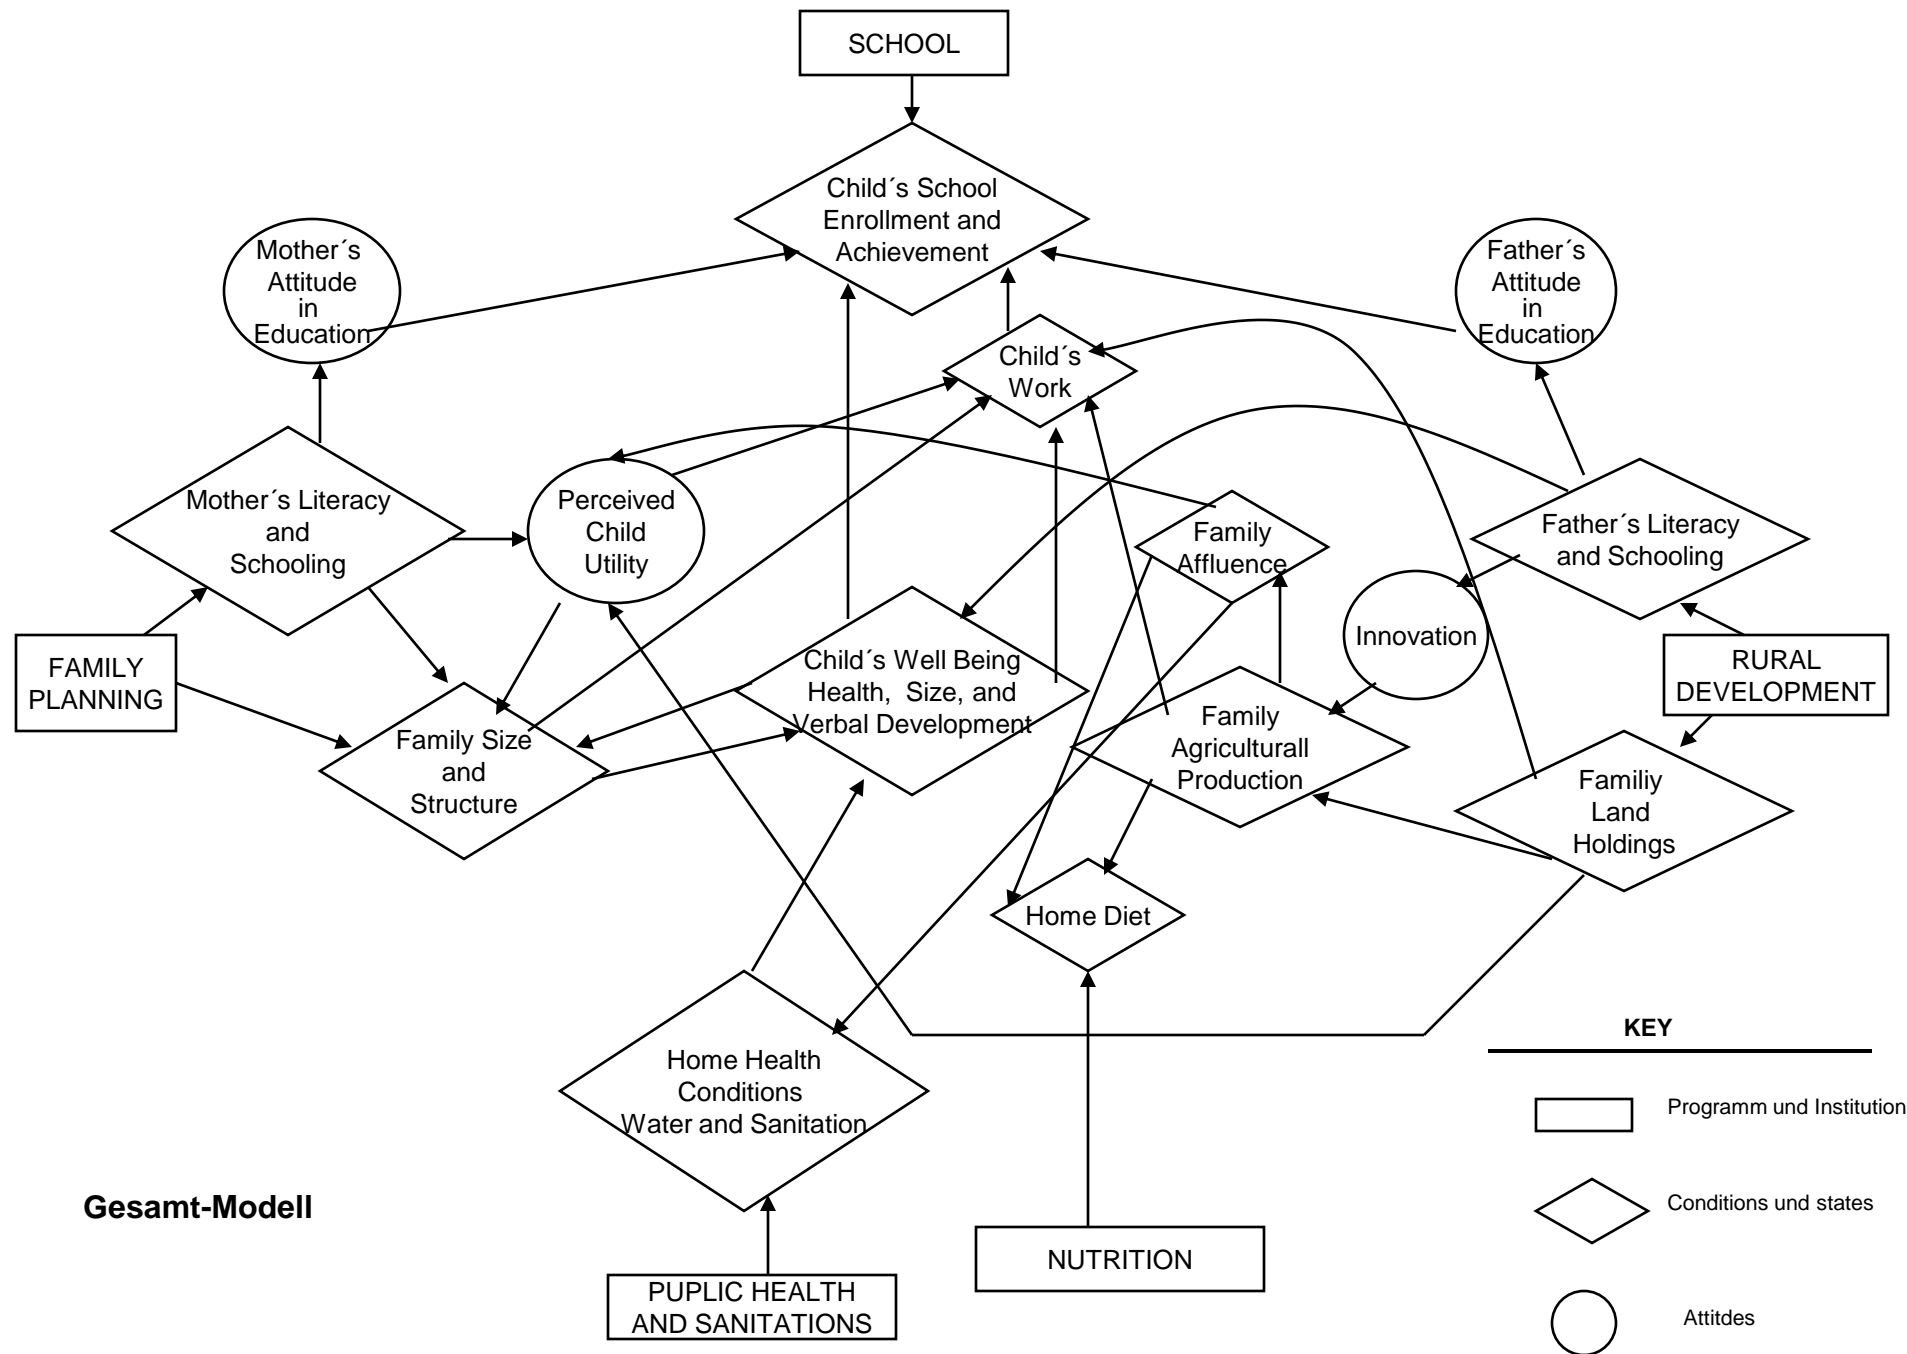 SCHOOL
Child´s School
Enrollment and
Achievement
Mother´s
Attitude
in
Education
Father´s
Attitude
in
Education
Child´s
Work
Mother´s Literacy
and
Schooling
Perceived
Child
Utility
Family
Affluence
Father´s Literacy
and Schooling
Innovation
FAMILY
PLANNING
RURAL
DEVELOPMENT
Child´s Well Being
Health, Size, and
Verbal Development
Family Size
and
Structure
Family
Agriculturall
Production
Familiy
Land
Holdings
Home Diet
Home Health
Conditions
Water and Sanitation
KEY
Programm und Institution
Conditions und states
Attitdes
Gesamt-Modell
NUTRITION
PUPLIC HEALTH
AND SANITATIONS